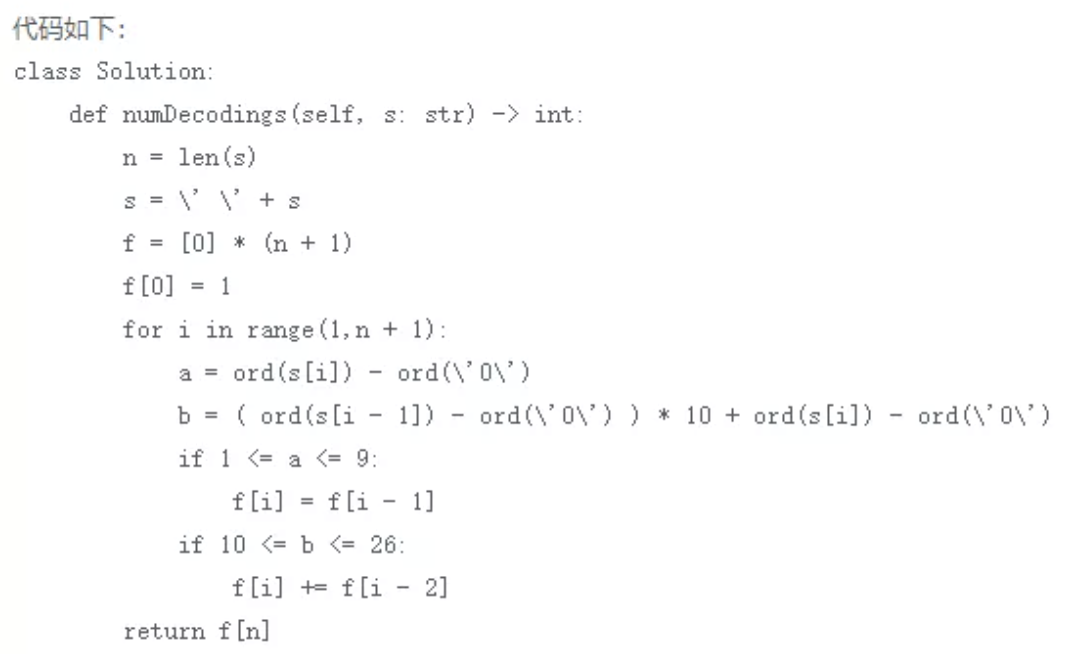 代码如下：
class Solution:
    def numDecodings(self, s: str) -> int:
        n = len(s)
        s = \' \' + s
        f = [0] * (n + 1)
        f[0] = 1
        for i in range(1,n + 1):
            a = ord(s[i]) - ord(\'0\')
            b = ( ord(s[i - 1]) - ord(\'0\') ) * 10 + ord(s[i]) - ord(\'0\')
            if 1 <= a <= 9:
                f[i] = f[i - 1]
            if 10 <= b <= 26:
                f[i] += f[i - 2]
        return f[n]